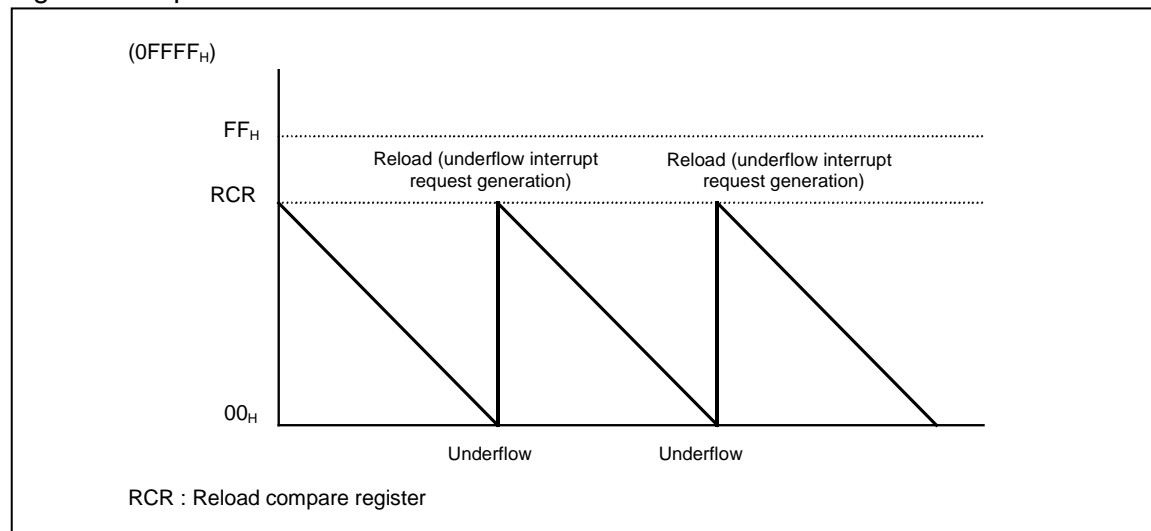 (0FFFFH)
FFH
Reload (underflow interrupt
request generation)
Reload (underflow interrupt
request generation)
RCR
00H
Underflow
Underflow
RCR : Reload compare register